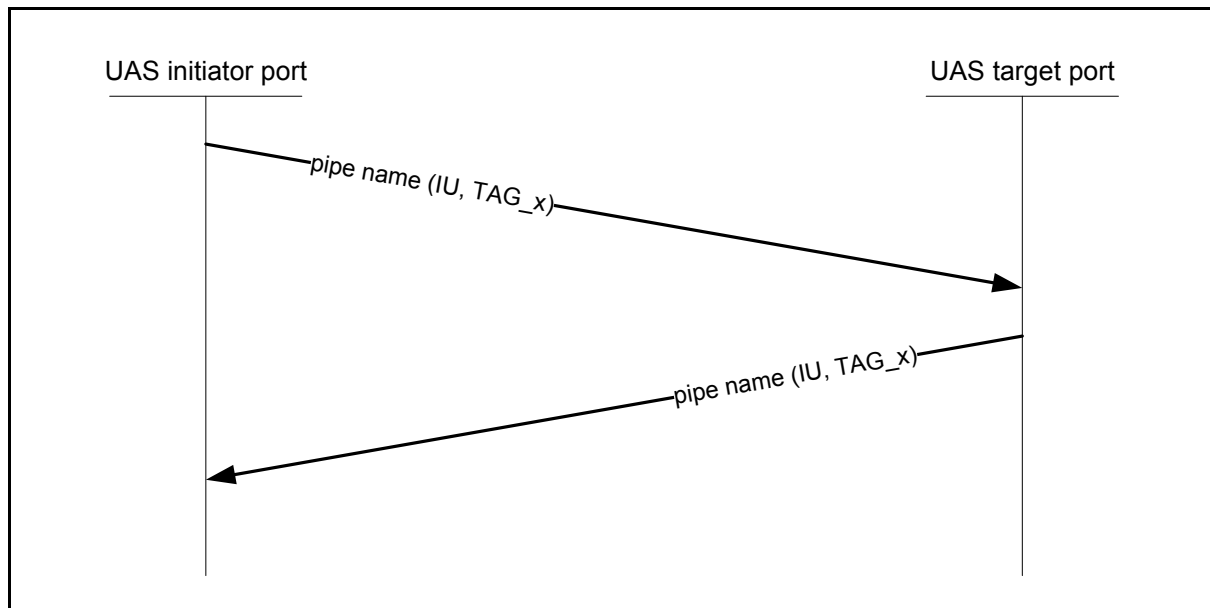 UAS initiator port
UAS target port
pipe name (IU, TAG_x)
pipe name (IU, TAG_x)